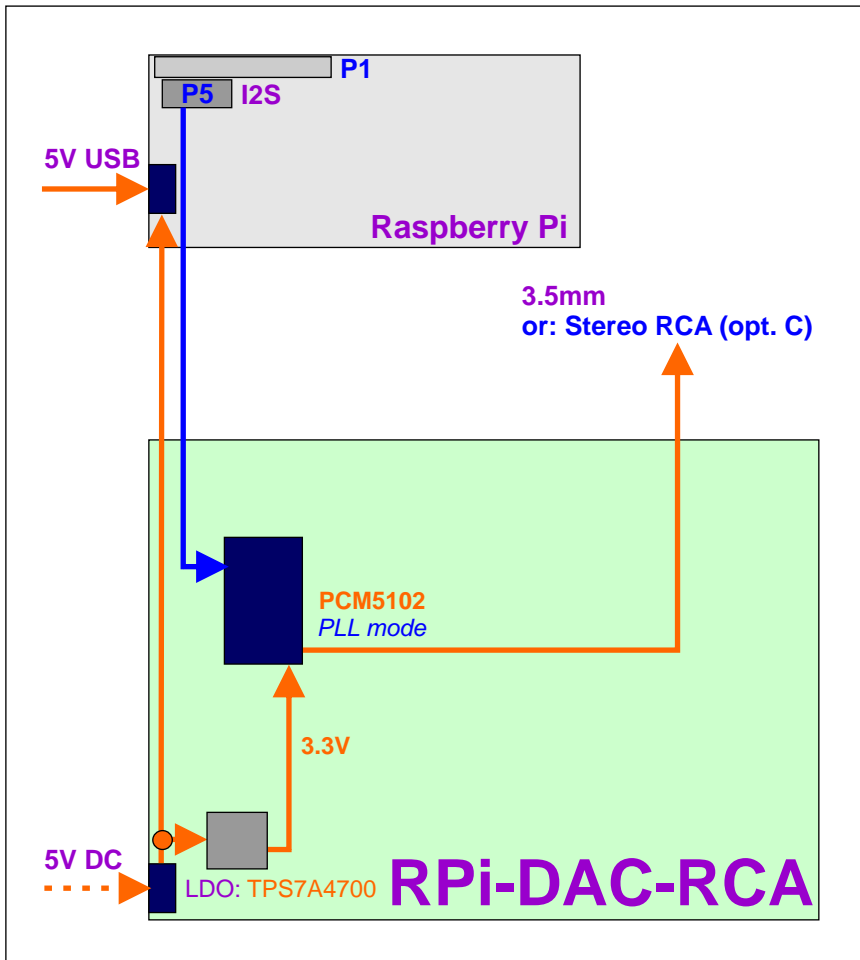 P1
P5 I2S
5V USB
Raspberry Pi
3.5mm
or: Stereo RCA (opt. C)
PCM5102
PLL mode
3.3V
5V DC
LDO: TPS7A4700
RPi-DAC-RCA